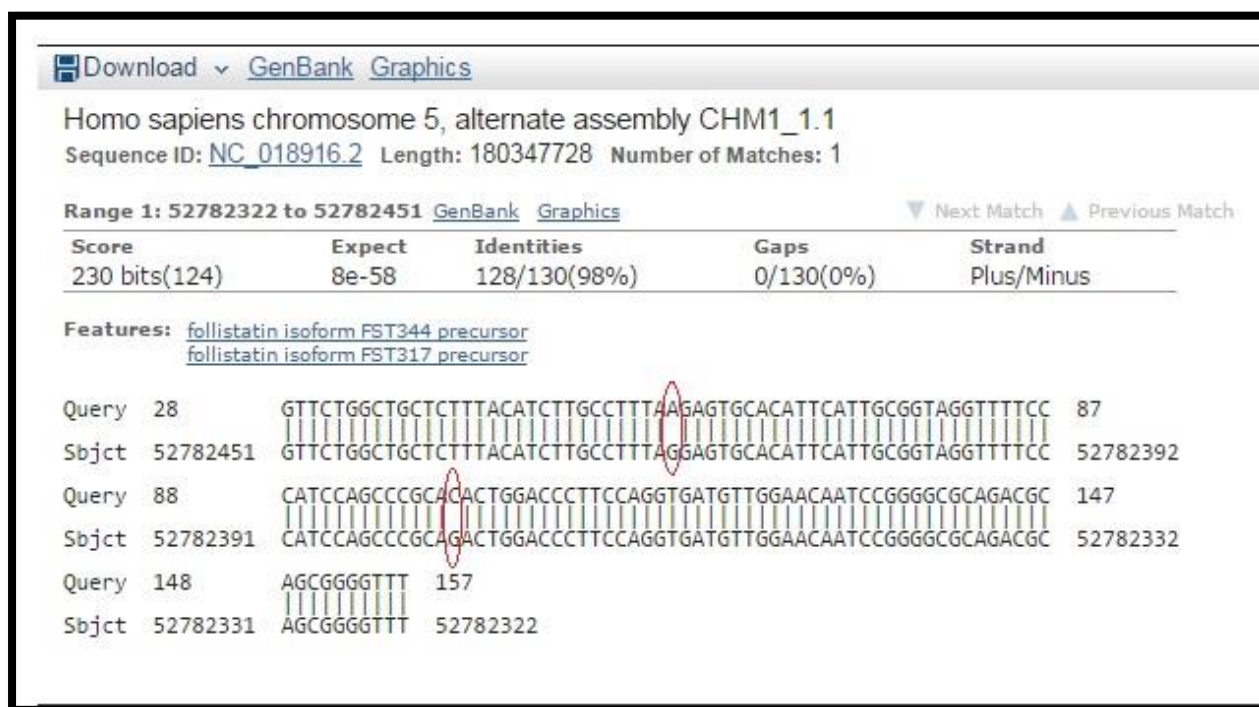 Download GenBank Graphics
Homo sapiens chromosome 5, alternate assembly CHM1_1.1
Sequence ID: NC_018916.2 Length: 180347728 Number of Matches: 1
Range 1: 52782322 to 52782451 GenBank Graphics Next Match Previous Match
Score Expect Identities Gaps Strand
230 bits(124) 8e-58 128/130(98%) 0/130(0%) Plus/Minus
Features: follistatin isoform FST344 precursor
follistatin isoform FST317 precursor
Query 28 GTTCTGGCTGCTCTTTACATCTTGCCTTTAAGAGTGCACATTCATTGCGGTAGGTTTTCC 87
Sbjct 52782451 GTTCTGGCTGCTCTTTACATCTTGCCTTTAGGAGTGCACATTCATTGCGGTAGGTTTTCC 52782392
Query 88 CATCCAGCCCGCACACTGGACCCTTCCAGGTGATGTTGGAACAATCCGGGGCGCAGACGC 147
Sbjct 52782391 CATCCAGCCCGCAGACTGGACCCTTCCAGGTGATGTTGGAACAATCCGGGGCGCAGACGC 52782332
Query 148 AGCGGGGTTT 157
Sbjct 52782331 AGCGGGGTTT 52782322